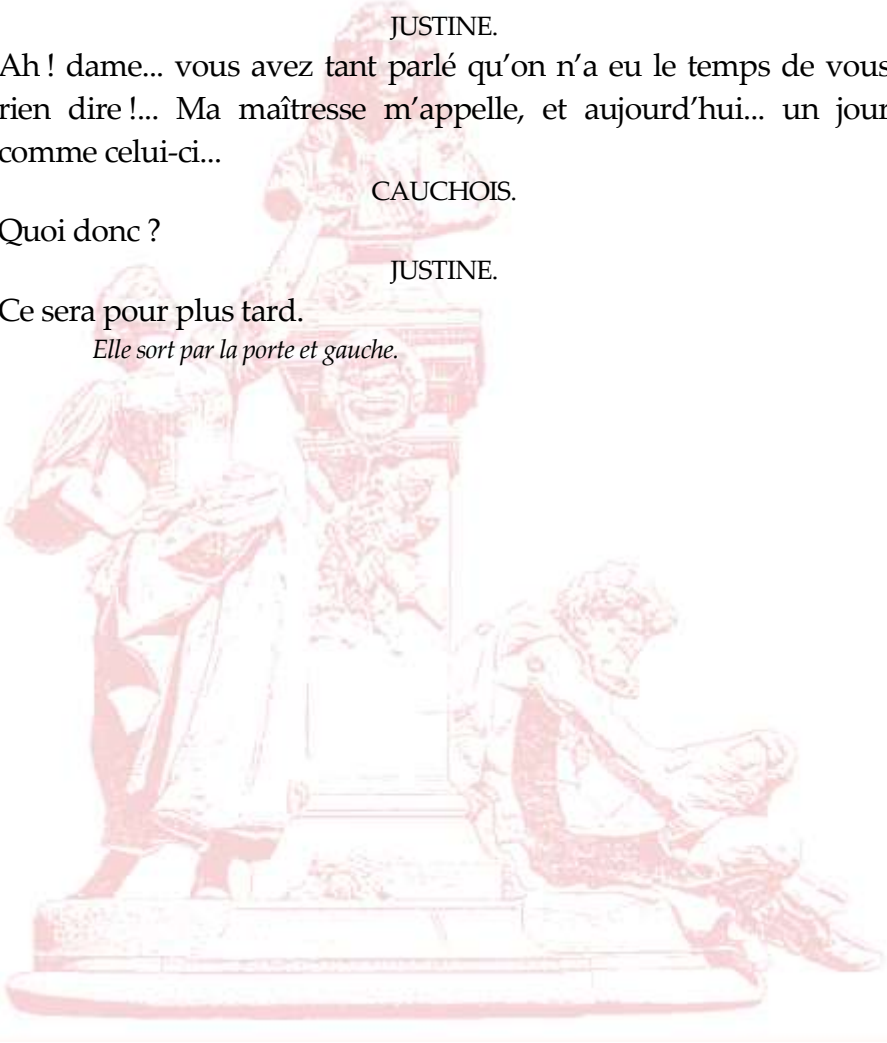 JUSTINE.
Ah ! dame... vous avez tant parlé qu’on n’a eu le temps de vous
rien dire !... Ma maîtresse m’appelle, et aujourd’hui... un jour
comme celui-ci...
CAUCHOIS.
Quoi donc ?
JUSTINE.
Ce sera pour plus tard.
Elle sort par la porte et gauche.